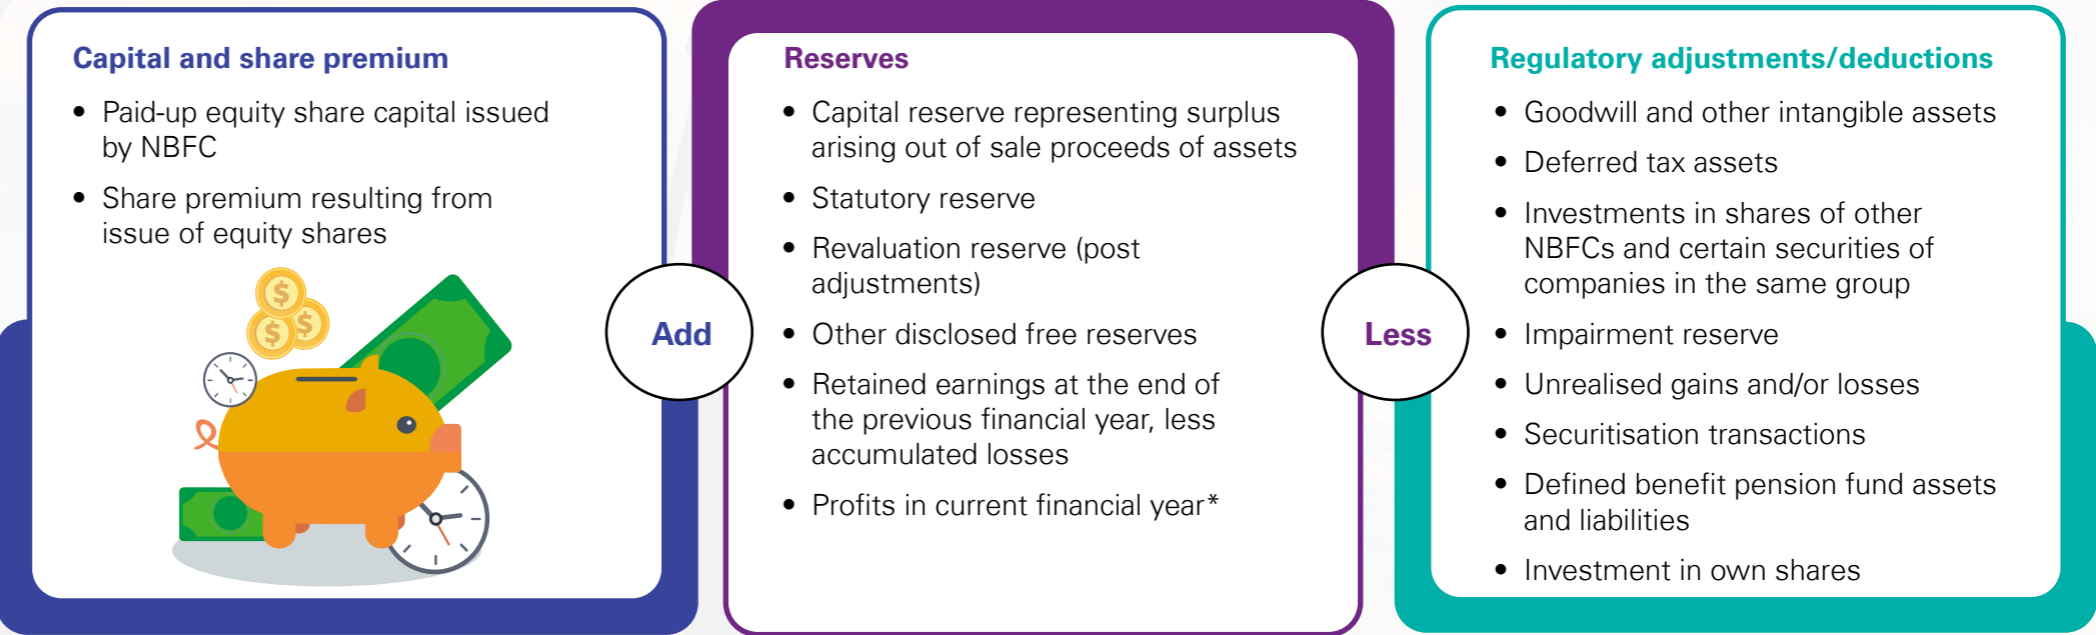 Capital and share premium
• Paid-up equity share capital issued
by NBFC
• Share premium resulting from
issue of equity shares
$
$
$
Add
Reserves
• Capital reserve representing surplus
arising out of sale proceeds of assets
• Statutory reserve
• Revaluation reserve (post
adjustments)
• Other disclosed free reserves
• Retained earnings at the end of
the previous financial year, less
accumulated losses
• Profits in current financial year*
Less
Regulatory adjustments/deductions
• Goodwill and other intangible assets
• Deferred tax assets
• Investments in shares of other
NBFCs and certain securities of
companies in the same group
• Impairment reserve
• Unrealised gains and/or losses
• Securitisation transactions
• Defined benefit pension fund assets
and liabilities
• Investment in own shares